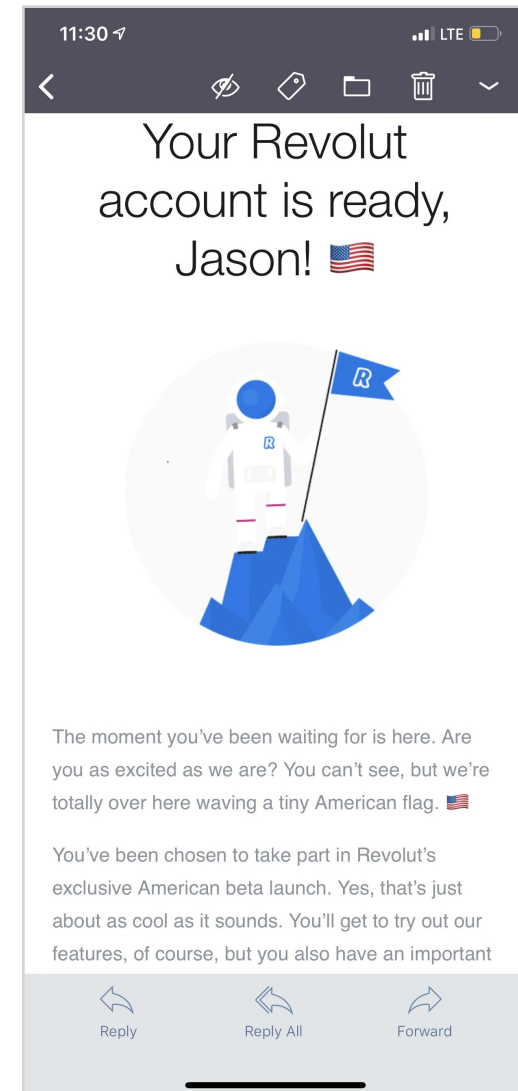 11:30
LTE
Your Revolut
account is ready,
Jason! 🇺🇸
R
R
The moment you’ve been waiting for is here. Are
you as excited as we are? You can’t see, but we’re
totally over here waving a tiny American flag. 🇺🇸
You’ve been chosen to take part in Revolut’s
exclusive American beta launch. Yes, that’s just
about as cool as it sounds. You’ll get to try out our
features, of course, but you also have an important
Reply
Reply All
Forward